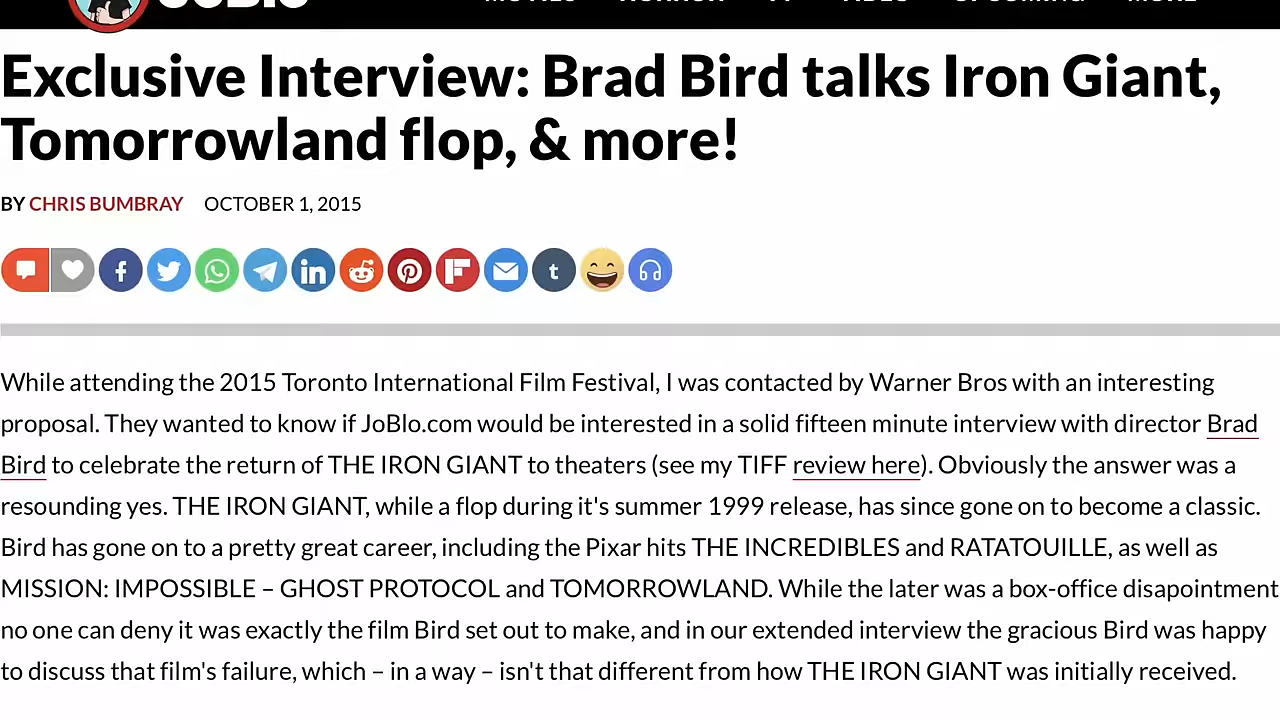 Exclusive Interview: Brad Bird talks Iron Giant,
Tomorrowland flop, & more!
BY CHRIS BUMBRAY OCTOBER 1, 2015
While attending the 2015 Toronto International Film Festival, I was contacted by Warner Bros with an interesting
proposal. They wanted to know if JoBlo.com would be interested in a solid fifteen minute interview with director Brad
Bird to celebrate the return of THE IRON GIANT to theaters (see my TIFF review here). Obviously the answer was a
resounding yes. THE IRON GIANT, while a flop during it's summer 1999 release, has since gone on to become a classic.
Bird has gone on to a pretty great career, including the Pixar hits THE INCREDIBLES and RATATOUILLE, as well as
MISSION: IMPOSSIBLE – GHOST PROTOCOL and TOMORROWLAND. While the later was a box-office disapointment
no one can deny it was exactly the film Bird set out to make, and in our extended interview the gracious Bird was happy
to discuss that film's failure, which – in a way – isn't that different from how THE IRON GIANT was initially received.